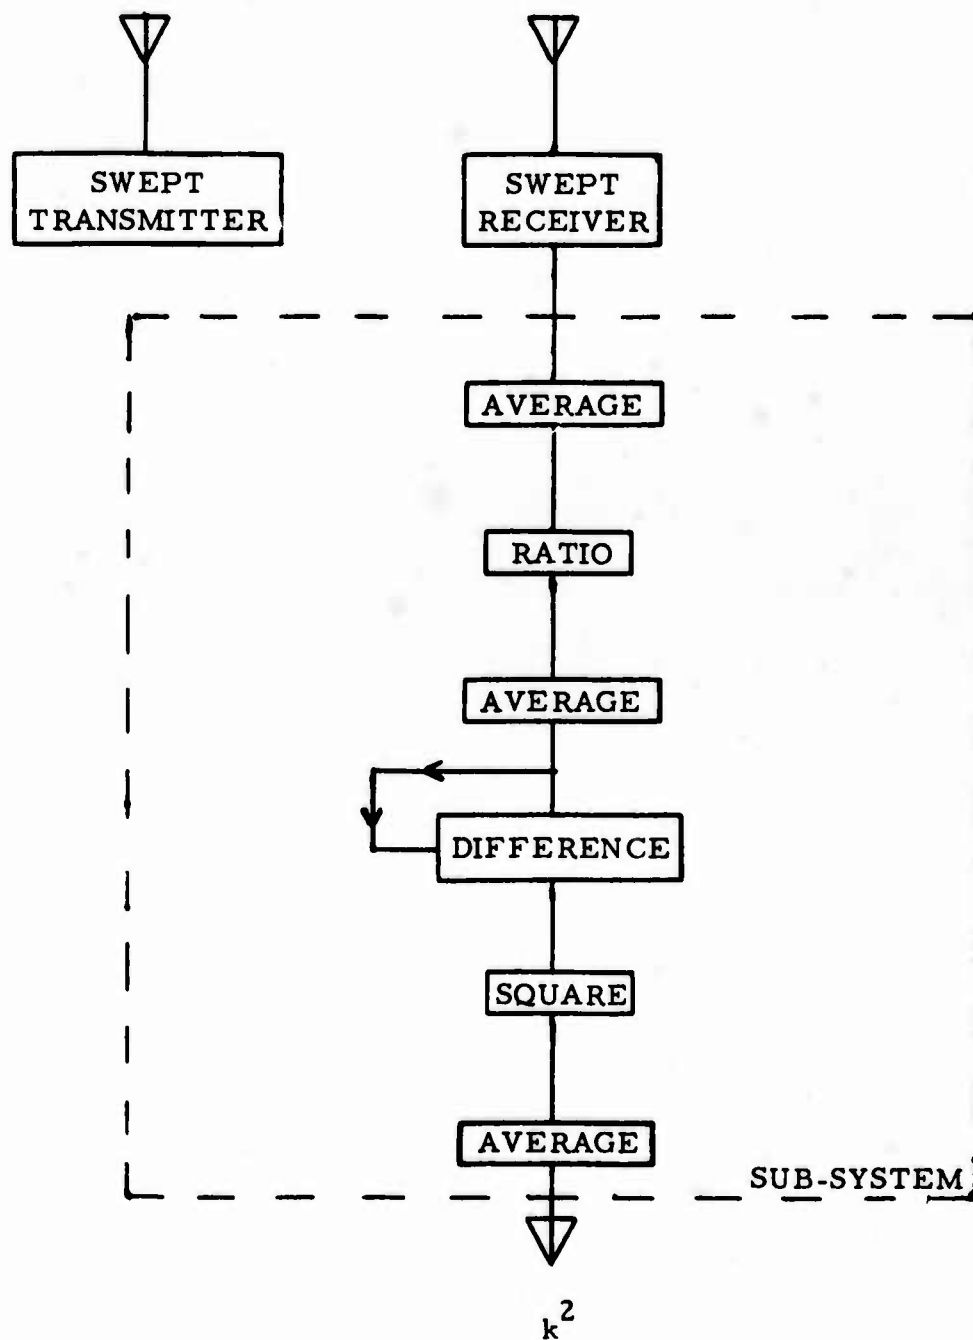 SWEPT
TRANSMITTER
SWEPT
RECEIVER
AVERAGE
RATIO
AVERAGE
DIFFERENCE
SQUARE
AVERAGE
SUB-SYSTEM
k²